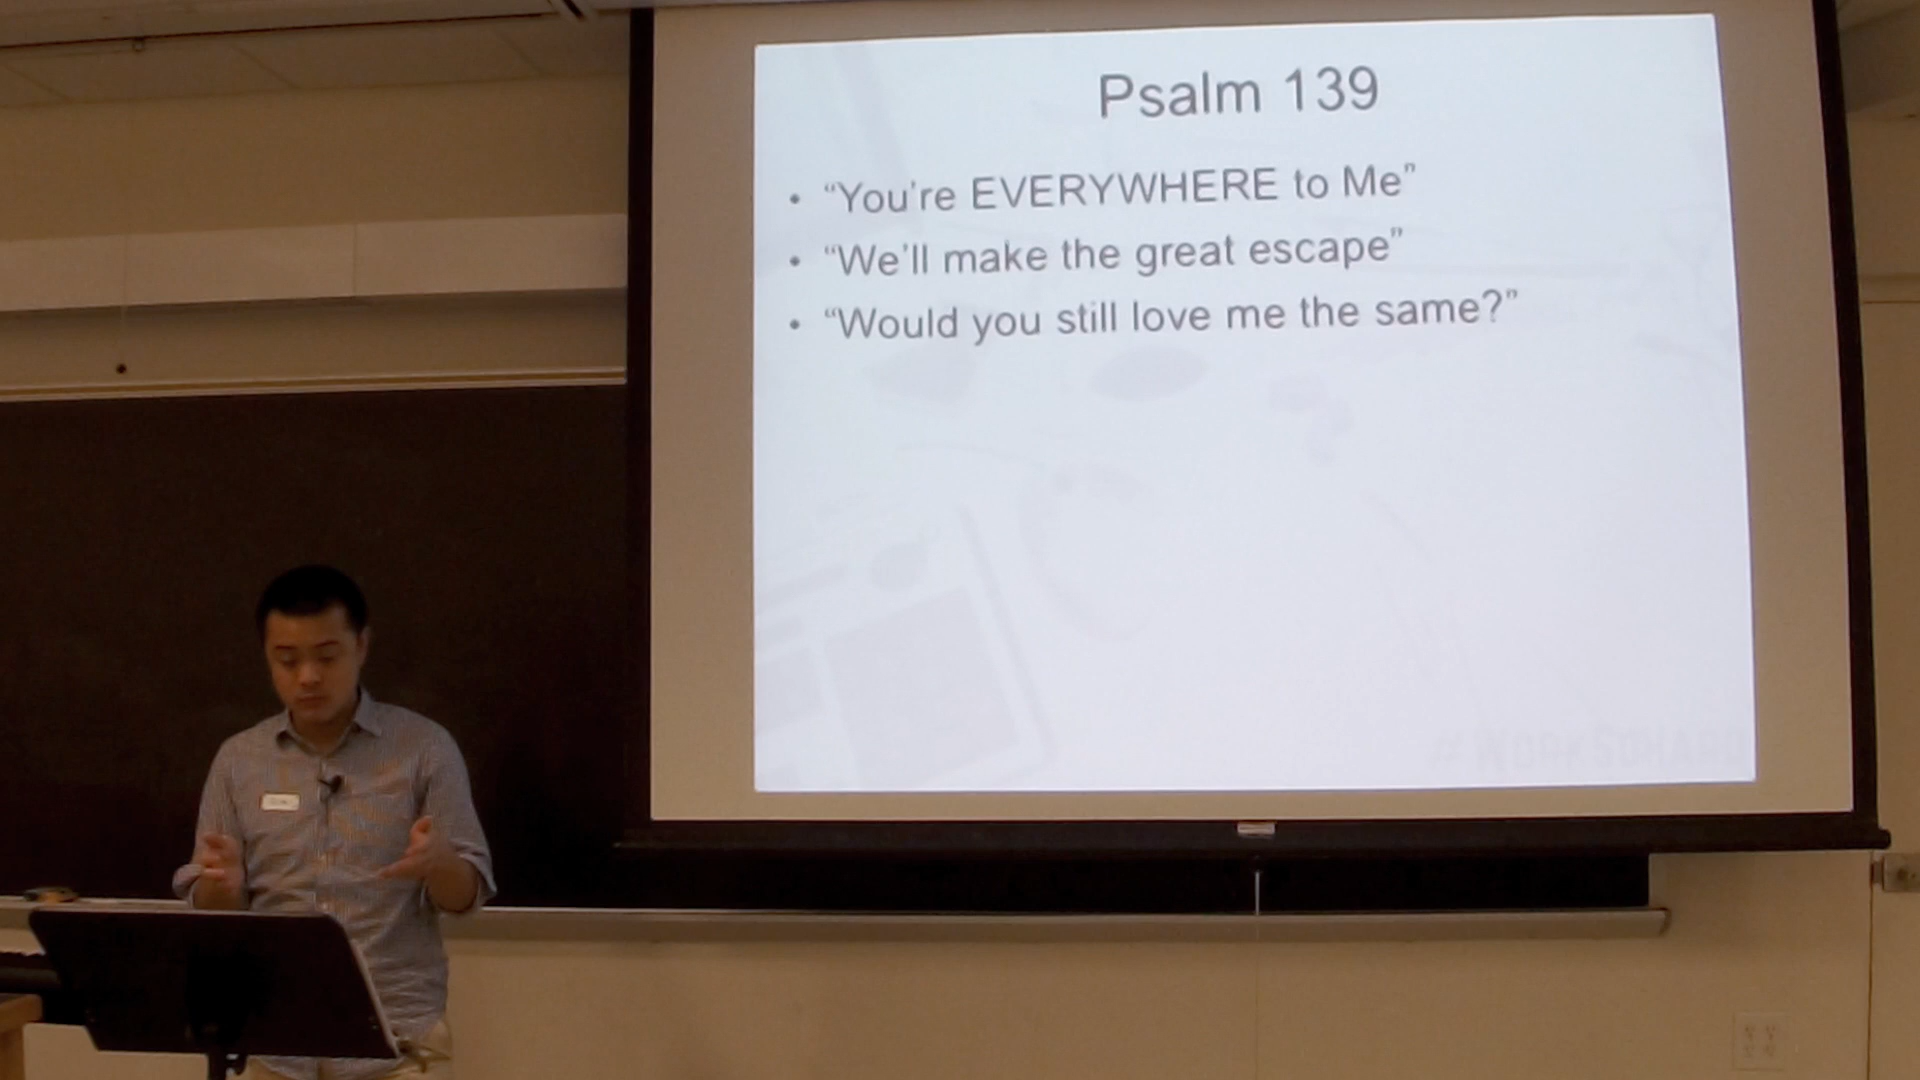 Psalm 139
• “You're EVERYWHERE to Me”
• “We'll make the great escape”
• “Would you still love me the same?”